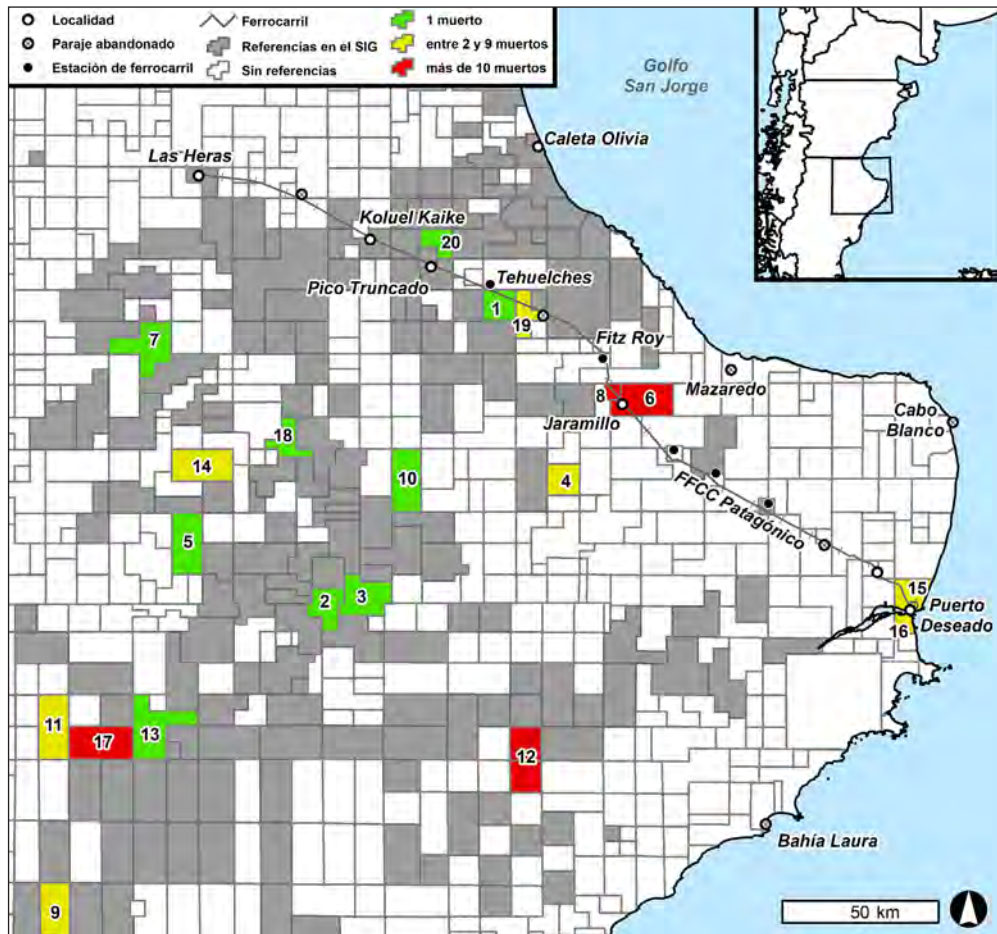 Localidad
Paraje abandonado
Estación de ferrocarril
Ferrocarril
Referencias en el SIG
Sin referencias
1 muerto
entre 2 y 9 muertos
más de 10 muertos
Golfo
San Jorge
Caleta Olivia
Las Heras
Koluel Kaike
20
Pico Truncado
Tehuelches
1
19
7
Fitz Roy
Mazaredo
8
6
Jaramillo
Cabo
Blanco
18
14
10
4
FFCC Patagónico
5
2
3
15
Puerto
Deseado
16
11
17
13
12
Bahía Laura
9
50 km